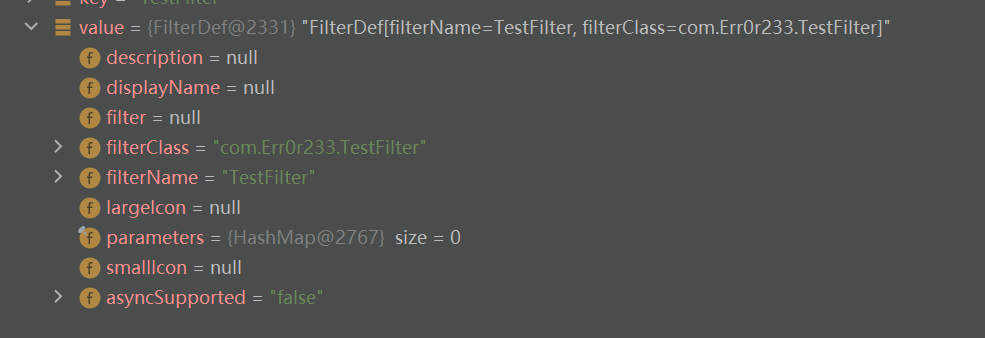 key = "TestFilter"
value = {FilterDef@2331} "FilterDef[filterName=TestFilter, filterClass=com.Err0r233.TestFilter]"
f description = null
f displayName = null
f filter = null
f filterClass = "com.Err0r233.TestFilter"
f filterName = "TestFilter"
f largeIcon = null
f parameters = {HashMap@2767} size = 0
f smallIcon = null
f asyncSupported = "false"